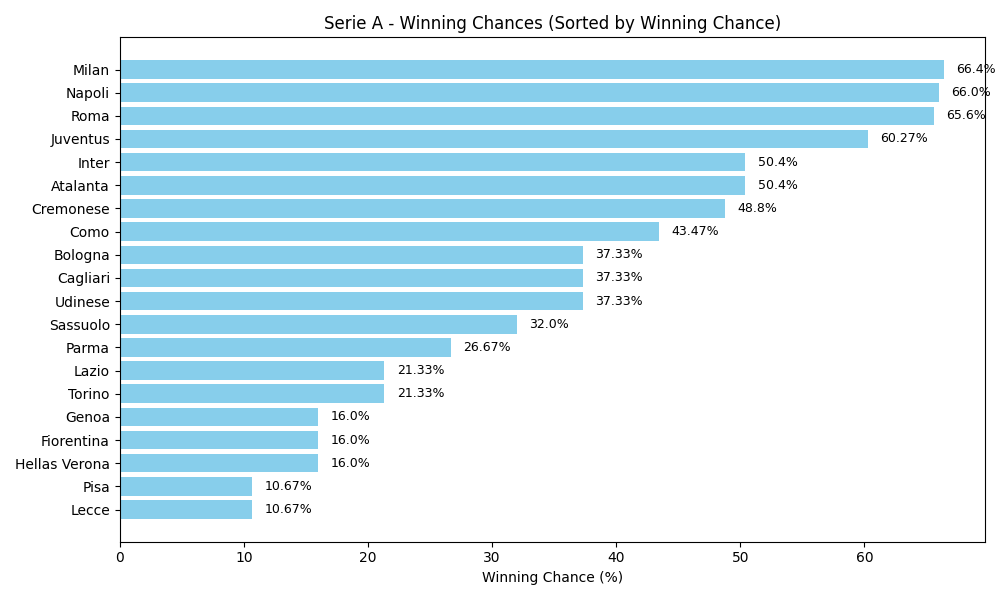 Serie A - Winning Chances (Sorted by Winning Chance)
Milan 66.4%
Napoli 66.0%
Roma 65.6%
Juventus 60.27%
Inter 50.4%
Atalanta 50.4%
Cremonese 48.8%
Como 43.47%
Bologna 37.33%
Cagliari 37.33%
Udinese 37.33%
Sassuolo 32.0%
Parma 26.67%
Lazio 21.33%
Torino 21.33%
Genoa 16.0%
Fiorentina 16.0%
Hellas Verona 16.0%
Pisa 10.67%
Lecce 10.67%
0 10 20 30 40 50 60
Winning Chance (%)